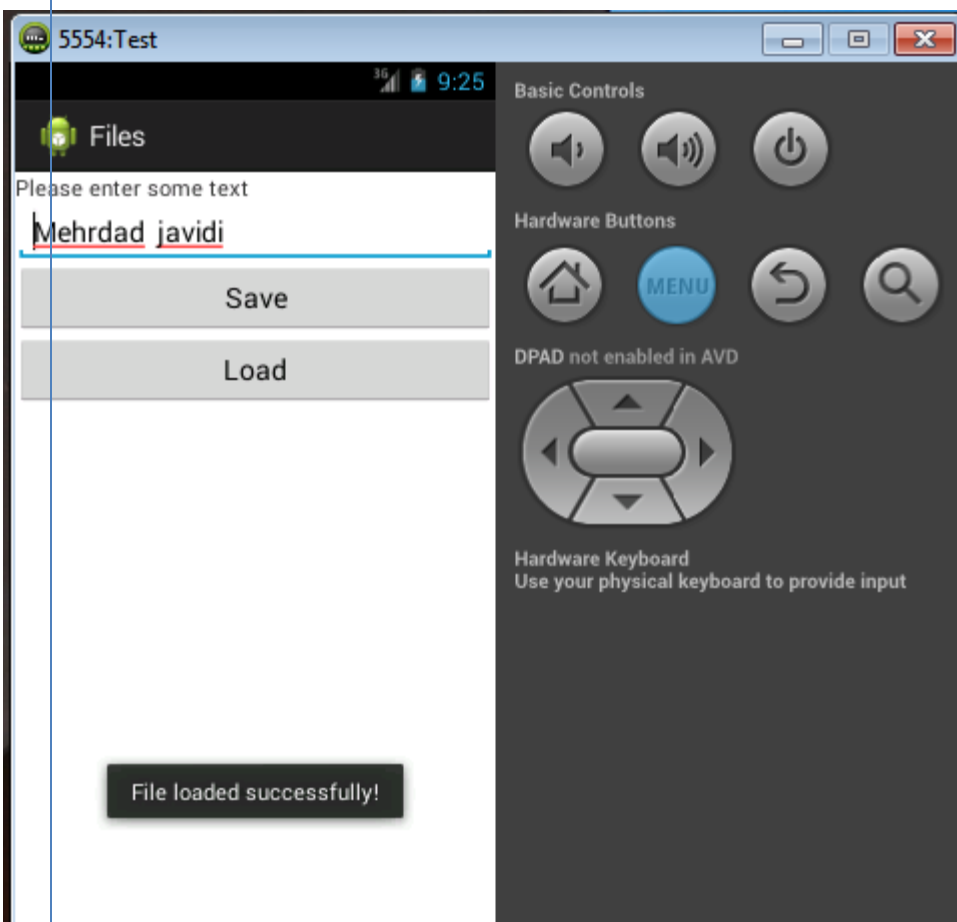 5554:Test
3G 9:25
Files
Please enter some text
Mehrdad javidi
Save
Load
File loaded successfully!
Basic Controls
Hardware Buttons
MENU
DPAD not enabled in AVD
Hardware Keyboard
Use your physical keyboard to provide input